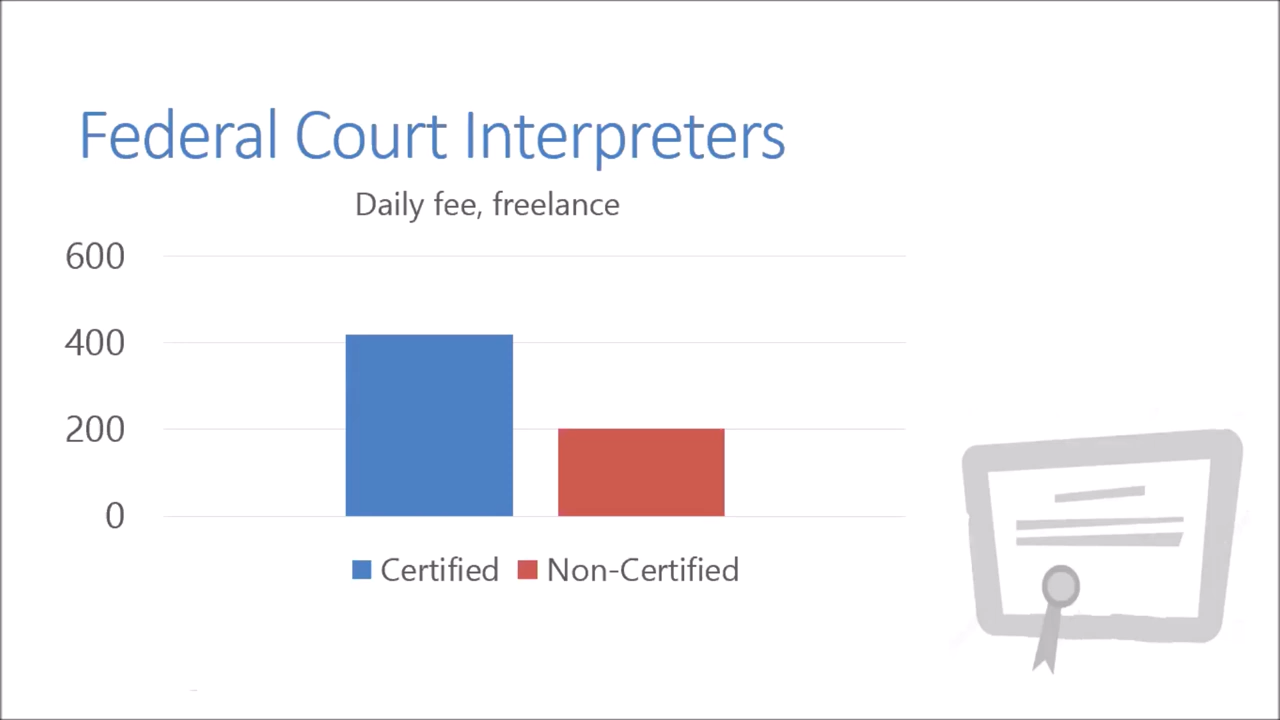 Federal Court Interpreters
Daily fee, freelance
600
400
200
0
Certified Non-Certified